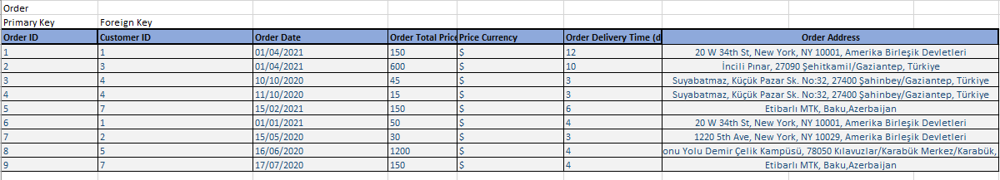 Order
Primary Key Foreign Key
Order ID Customer ID Order Date Order Total Price Price Currency Order Delivery Time (d Order Address
1 1 01/04/2021 150 $ 12 20 W 34th St, New York, NY 10001, Amerika Birleşik Devletleri
2 3 01/04/2021 600 $ 10 İncili Pınar, 27090 Şehitkamil/Gaziantep, Türkiye
3 4 10/10/2020 45 $ 3 Suyabatmaz, Küçük Pazar Sk. No:32, 27400 Şahinbey/Gaziantep, Türkiye
4 4 11/10/2020 15 $ 3 Suyabatmaz, Küçük Pazar Sk. No:32, 27400 Şahinbey/Gaziantep, Türkiye
5 7 15/02/2021 150 $ 6 Etibarlı MTK, Baku,Azerbaijan
6 1 01/01/2021 50 $ 4 20 W 34th St, New York, NY 10001, Amerika Birleşik Devletleri
7 2 15/05/2020 30 $ 3 1220 5th Ave, New York, NY 10029, Amerika Birleşik Devletleri
8 5 16/06/2020 1200 $ 4 onu Yolu Demir Çelik Kampüsü, 78050 Kılavuzlar/Karabük Merkez/Karabük,
9 7 17/07/2020 150 $ 4 Etibarlı MTK, Baku,Azerbaijan